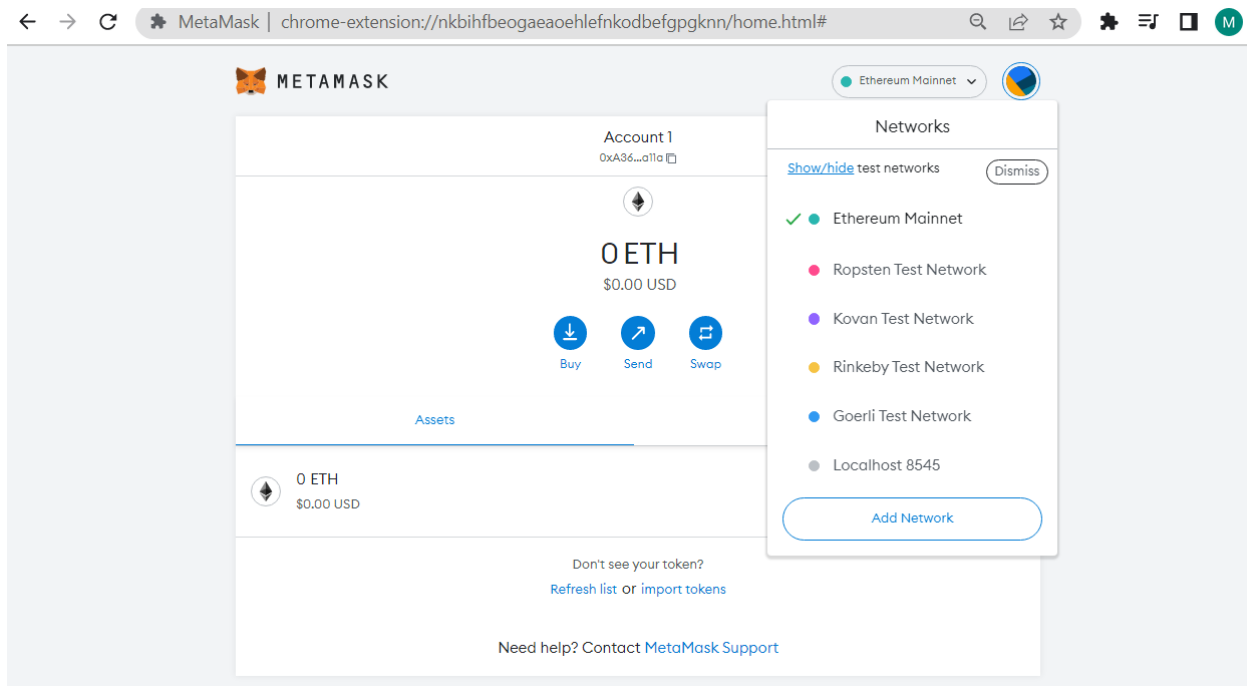 MetaMask | chrome-extension://nkbihfbeogaeaoehlefnkodbefgpgknn/home.html#
M
METAMASK
Ethereum Mainnet
Account 1
0xA36...a11a
0 ETH
$0.00 USD
Buy Send Swap
Assets
0 ETH
$0.00 USD
Don't see your token?
Refresh list or import tokens
Need help? Contact MetaMask Support
Networks
Show/hide test networks
Dismiss
Ethereum Mainnet
Ropsten Test Network
Kovan Test Network
Rinkeby Test Network
Goerli Test Network
Localhost 8545
Add Network